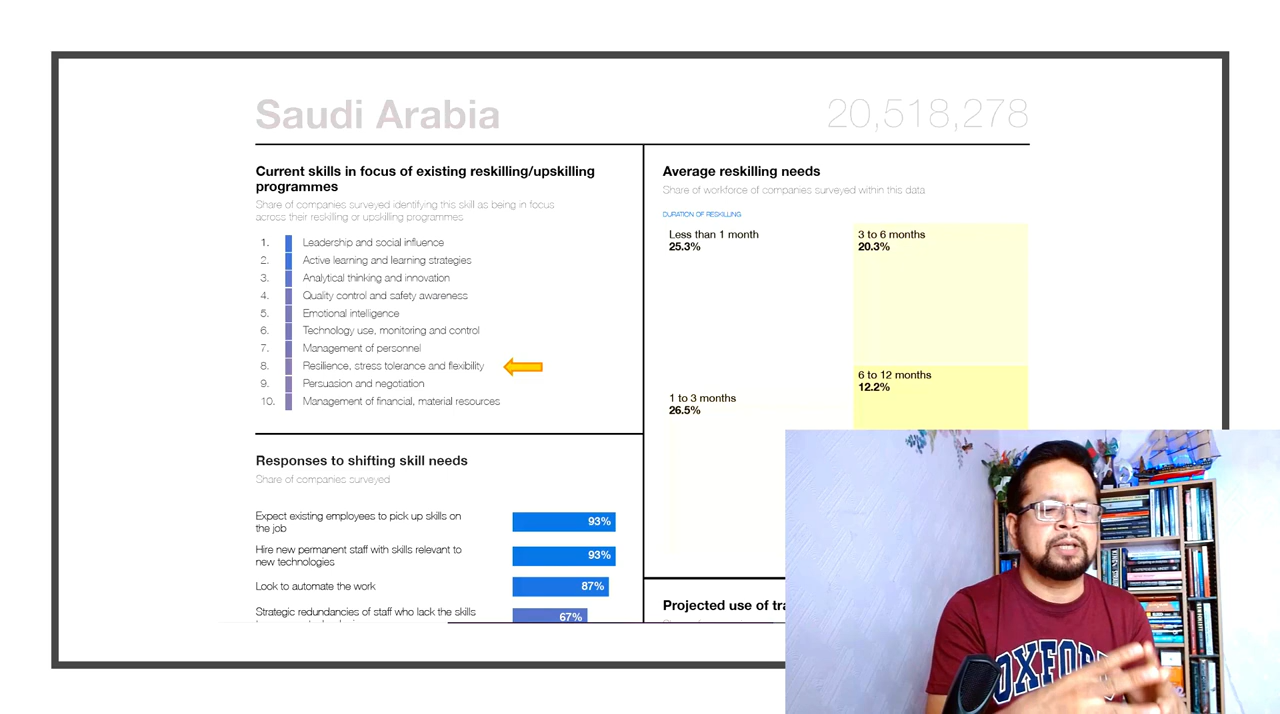 Saudi Arabia
20,518,278
Current skills in focus of existing reskilling/upskilling
programmes
Share of companies surveyed identifying this skill as being in focus
across their reskilling or upskilling programmes
1. Leadership and social influence
2. Active learning and learning strategies
3. Analytical thinking and innovation
4. Quality control and safety awareness
5. Emotional intelligence
6. Technology use, monitoring and control
7. Management of personnel
8. Resilience, stress tolerance and flexibility
9. Persuasion and negotiation
10. Management of financial, material resources
Responses to shifting skill needs
Share of companies surveyed
Expect existing employees to pick up skills on
the job
93%
Hire new permanent staff with skills relevant to
new technologies
93%
Look to automate the work
87%
Strategic redundancies of staff who lack the skills
67%
Average reskilling needs
Share of workforce of companies surveyed within this data
DURATION OF RESKILLING
Less than 1 month
25.3%
3 to 6 months
20.3%
1 to 3 months
26.5%
6 to 12 months
12.2%
Projected use of tra
OXFORD